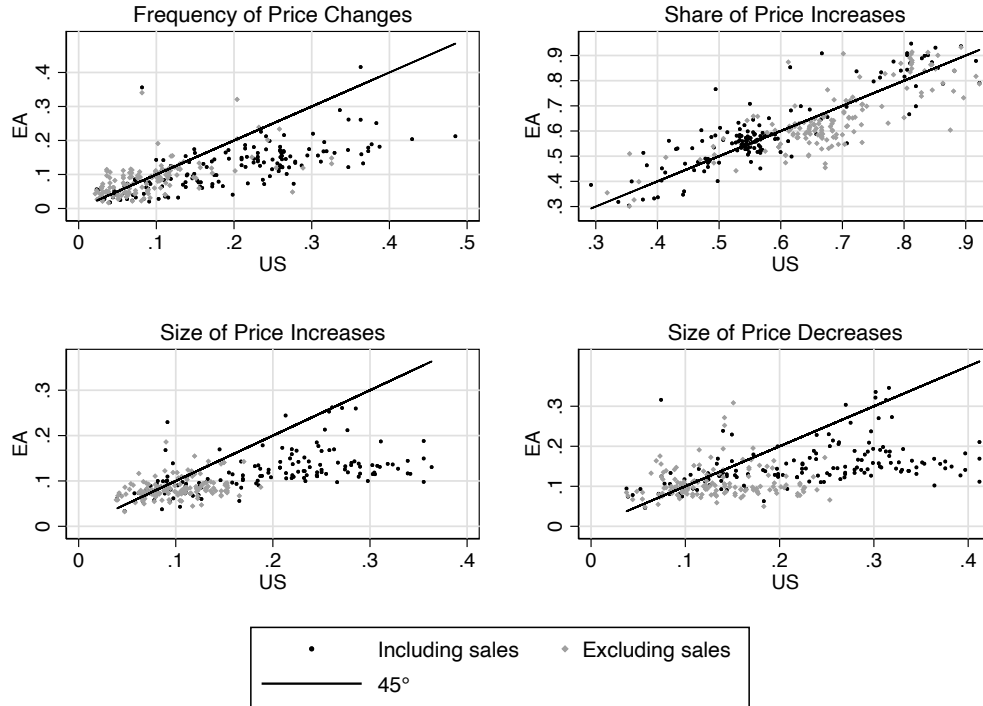 Frequency of Price Changes
EA
0 .1 .2 .3 .4
0 .1 .2 .3 .4 .5
US
Share of Price Increases
EA
.3 .4 .5 .6 .7 .8 .9
.3 .4 .5 .6 .7 .8 .9
US
Size of Price Increases
EA
0 .1 .2 .3
0 .1 .2 .3 .4
US
Size of Price Decreases
EA
0 .1 .2 .3
0 .1 .2 .3 .4
US
Including sales Excluding sales
45°